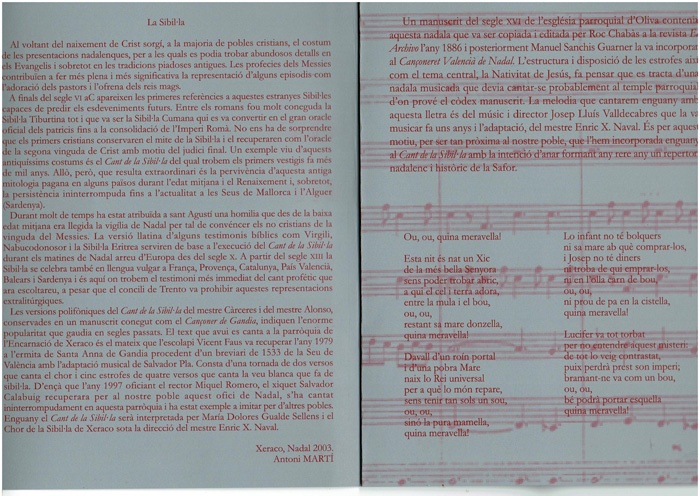 La Sibil·la
Al voltant del naixement de Crist sorgí, a la majoria de pobles cristians, el costum
de les presentacions nadalenques, per a les quals es podia trobar abundosos detalls en
els Evangelis i sobretot en les tradicions piadoses antigues. Les profecies dels Messies
contribuïen a fer més plena i més significativa la representació d'alguns episodis com
l'adoració dels pastors i l'ofrena dels reis mags.
A finals del segle VI aC apareixen les primeres referències a aquestes estranyes Sibil·les
capaces de predir els esdeveniments futurs. Entre els romans fou molt coneguda la
Sibil·la Tiburtina tot i que va ser la Sibil·la Cumana qui es va convertir en el gran oracle
oficial dels patricis fins a la consolidació de l'Imperi Romà. No ens ha de sorprendre
que els primers cristians conservaren el mite de la Sibil·la i el recuperaren com l'oracle
de la segona vinguda de Crist amb motiu del judici final. Un exemple viu d'aquests
antiquíssims costums és el Cant de la Sibil·la del qual trobem els primers vestigis fa més
de mil anys. Allò, però, que resulta extraordinari és la pervivència d'aquesta antiga
mitologia pagana en alguns països durant l'edat mitjana i el Renaixement i, sobretot,
la persistència ininterrompuda fins a l'actualitat a les Seus de Mallorca i l'Alguer
(Sardenya).
Durant molt de temps ha estat atribuïda a sant Agustí una homilia que des de la baixa
edat mitjana era llegida la vigília de Nadal per tal de convèncer els no cristians de la
vinguda del Messies. La versió llatina d'alguns testimonis bíblics com Virgili,
Nabucodonosor i la Sibil·la Eritrea serviren de base a l'execució del Cant de la Sibil·la
durant els matines de Nadal arreu d'Europa des del segle X. A partir del segle XIII la
Sibil·la se celebra també en llengua vulgar a França, Provença, Catalunya, País Valencià,
Balears i Sardenya i és aquí on trobem el testimoni més immediat del cant profètic que
ara escoltareu, a pesar que el concili de Trento va prohibir aquestes representacions
extralitúrgiques.
Les versions polifòniques del Cant de la Sibil·la del mestre Càrceres i del mestre Alonso,
conservades en un manuscrit conegut com el Cançoner de Gandia, indiquen l'enorme
popularitat que gaudia en segles passats. El text que avui es canta a la parròquia de
l'Encarnació de Xeraco és el mateix que l'escolapi Vicent Faus va recuperar l'any 1979
a l'ermita de Santa Anna de Gandia procedent d'un breviari de 1533 de la Seu de
València amb l'adaptació musical de Salvador Pla. Consta d'una tornada de dos versos
que canta el chor i cinc estrofes de quatre versos que canta la veu blanca que fa de
sibil·la. D'ençà que l'any 1997 oficiant el rector Miquel Romero, el xiquet Salvador
Calabuig recuperara per al nostre poble aquest ofici de Nadal, s'ha cantat
ininterrompudament en aquesta parròquia i ha estat exemple a imitar per d'altres pobles.
Enguany el Cant de la Sibil·la serà interpretada per Maria Dolores Gualde Sellens i el
Chor de la Sibil·la de Xeraco sota la direcció del mestre Enric X. Naval.
Xeraco, Nadal 2003.
Antoni MARTÍ
Un manuscrit del segle XVI de l'església parroquial d'Oliva contenia
aquesta nadala que va ser copiada i editada per Roc Chabàs a la revista E
Archivo l'any 1886 i posteriorment Manuel Sanchis Guarner la va incorpora
al Cançoneret Valencià de Nadal. L'estructura i disposició de les estrofes així
com el tema central, la Nativitat de Jesús, fa pensar que es tracta d'una
nadala musicada que devia cantar-se probablement al temple parroquial
d'on prové el còdex manuscrit. La melodia que cantarem enguany amb
aquesta lletra és del músic i director Josep Lluís Valldecabres que la va
musicar fa uns anys i l'adaptació, del mestre Enric X. Naval. És per aquest
motiu, per ser tan pròxima al nostre poble, que l'hem incorporada enguany
al Cant de la Sibil·la amb la intenció d'anar formant any rere any un repertori
nadalenc i històric de la Safor.
Ou, ou, quina meravella!
Esta nit és nat un Xic
de la més bella Senyora
sens poder trobar abric,
a qui el cel i terra adora,
entre la mula i el bou,
ou, ou,
restant sa mare donzella,
quina meravella!
Davall d'un roín portal
i d'una pobra Mare
naix lo Rei universal
per a què lo món repare,
sens tenir tan sols un sou,
ou, ou,
sinó la pura mamella,
quina meravella!
Lo infant no té bolquers
ni sa mare ab què comprar-los,
i Josep no té diners
ni troba de qui emprar-los,
ni en l'olla carn de bou,
ou, ou,
ni prou de pa en la cistella,
quina meravella!
Lucifer va tot torbat
per no entendre aquest misteri:
de tot lo veig contrastat,
puix perdrà prést son imperi;
bramant-ne va com un bou,
ou, ou,
bé podrà portar esquella
quina meravella!